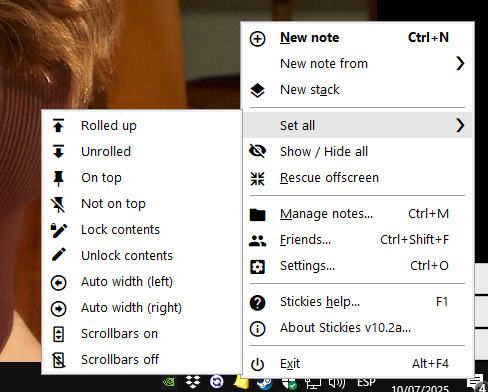 New note Ctrl+N
New note from
New stack
Set all
Show / Hide all
Rescue offscreen
Manage notes... Ctrl+M
Friends... Ctrl+Shift+F
Settings... Ctrl+O
Stickies help... F1
About Stickies v10.2a...
Exit Alt+F4
Rolled up
Unrolled
On top
Not on top
Lock contents
Unlock contents
Auto width (left)
Auto width (right)
Scrollbars on
Scrollbars off
ESP
10/07/2025
4